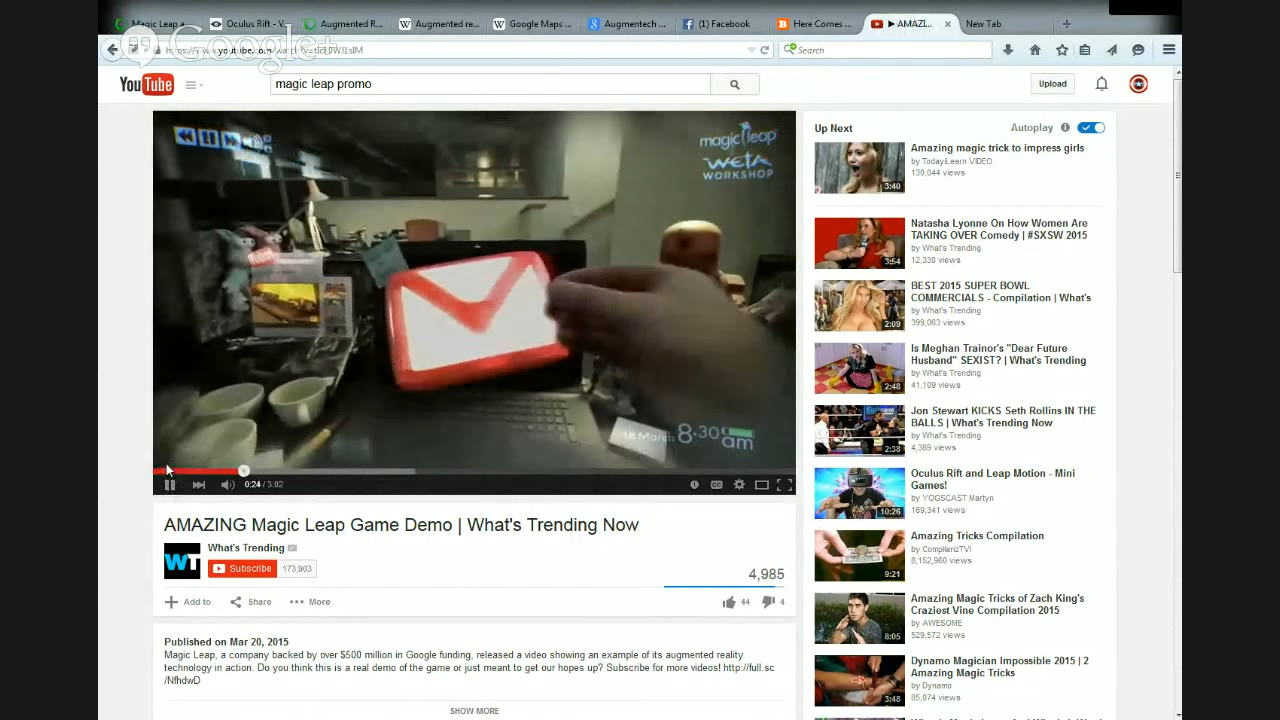 Magic Leap a...
Oculus Rift - V...
Augmented R...
Augmented re...
Google Maps ...
Augmentech ...
(1) Facebook
Here Comes ...
▶ AMAZI...
New Tab
Google+
Search
YouTube
magic leap promo
Upload
magic leap
WETA
WORKSHOP
18 March 8:30 am
0:24 / 3:02
AMAZING Magic Leap Game Demo | What's Trending Now
WT
What's Trending
Subscribe 173,903
4,985
Add to
Share
More
44
4
Published on Mar 20, 2015
Magic Leap, a company backed by over $500 million in Google funding, released a video showing an example of its augmented reality
technology in action. Do you think this is a real demo of the game or just meant to get our hopes up? Subscribe for more videos! http://full.sc
/NfhdwD
SHOW MORE
Up Next
Autoplay
Amazing magic trick to impress girls
by TodayILearn VIDEO
130,044 views
3:40
Natasha Lyonne On How Women Are
TAKING OVER Comedy | #SXSW 2015
by What's Trending
12,330 views
3:54
BEST 2015 SUPER BOWL
COMMERCIALS - Compilation | What's
by What's Trending
399,063 views
2:09
Is Meghan Trainor's "Dear Future
Husband" SEXIST? | What's Trending
by What's Trending
41,109 views
2:48
Jon Stewart KICKS Seth Rollins IN THE
BALLS | What's Trending Now
by What's Trending
4,389 views
2:38
Oculus Rift and Leap Motion - Mini
Games!
by YOGSCAST Martyn
169,341 views
10:26
Amazing Tricks Compilation
by CompilarizTVi
8,152,960 views
9:21
Amazing Magic Tricks of Zach King's
Craziest Vine Compilation 2015
by AWESOME
529,572 views
8:05
Dynamo Magician Impossible 2015 | 2
Amazing Magic Tricks
by Dynamo
85,074 views
3:48